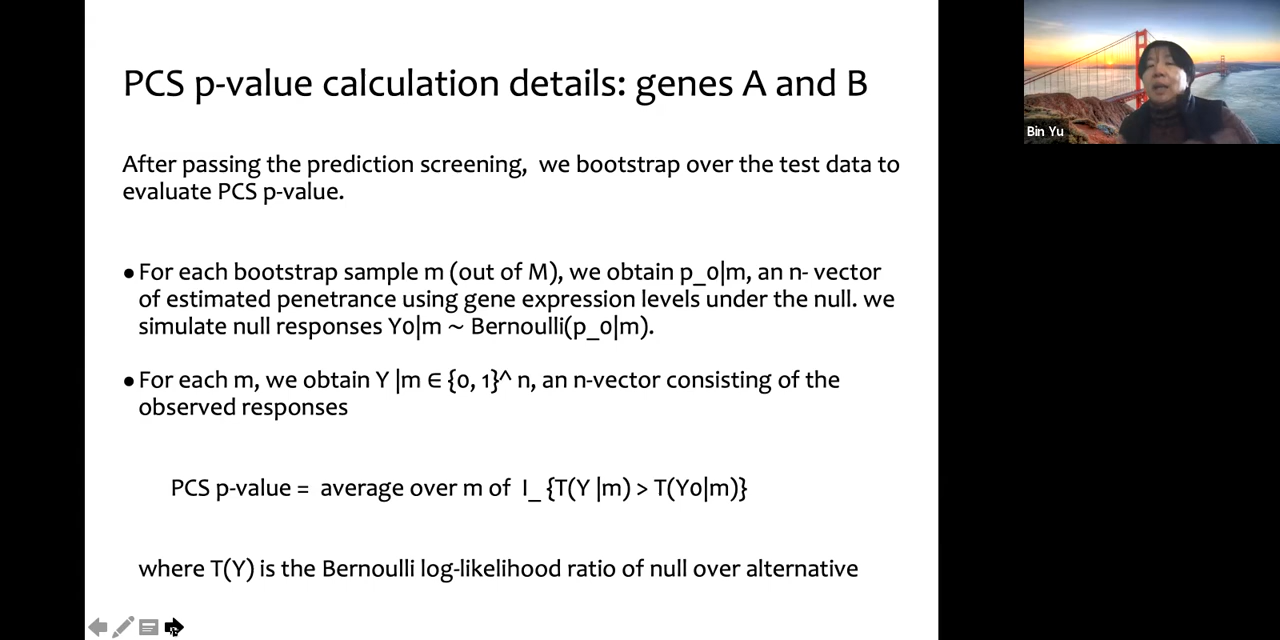 PCS p-value calculation details: genes A and B
Bin Yu
After passing the prediction screening, we bootstrap over the test data to
evaluate PCS p-value.
● For each bootstrap sample m (out of M), we obtain p_0|m, an n- vector
of estimated penetrance using gene expression levels under the null. we
simulate null responses Y0|m ~ Bernoulli(p_0|m).
● For each m, we obtain Y |m ∈ {0, 1}^ n, an n-vector consisting of the
observed responses
PCS p-value = average over m of I_ {T(Y |m) > T(Y0|m)}
where T(Y) is the Bernoulli log-likelihood ratio of null over alternative